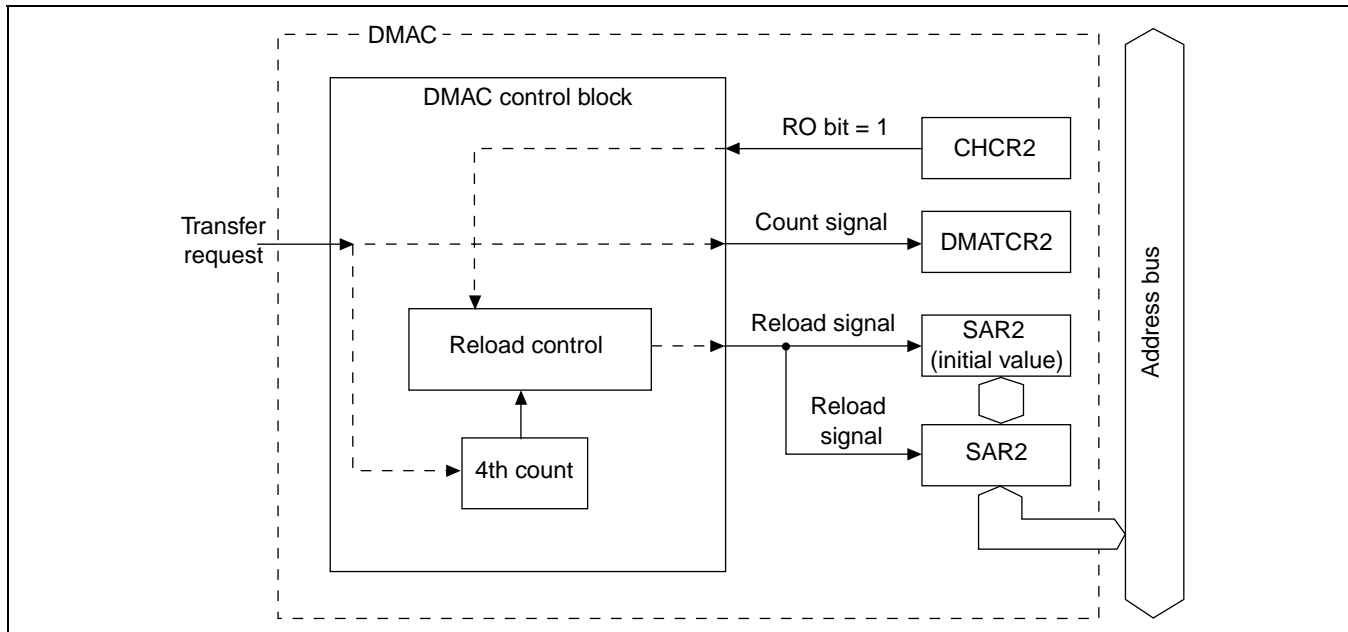 DMAC
DMAC control block
RO bit = 1
CHCR2
Transfer
request
Count signal
DMATCR2
Reload control
Reload signal
SAR2
(initial value)
Reload
signal
SAR2
4th count
Address bus